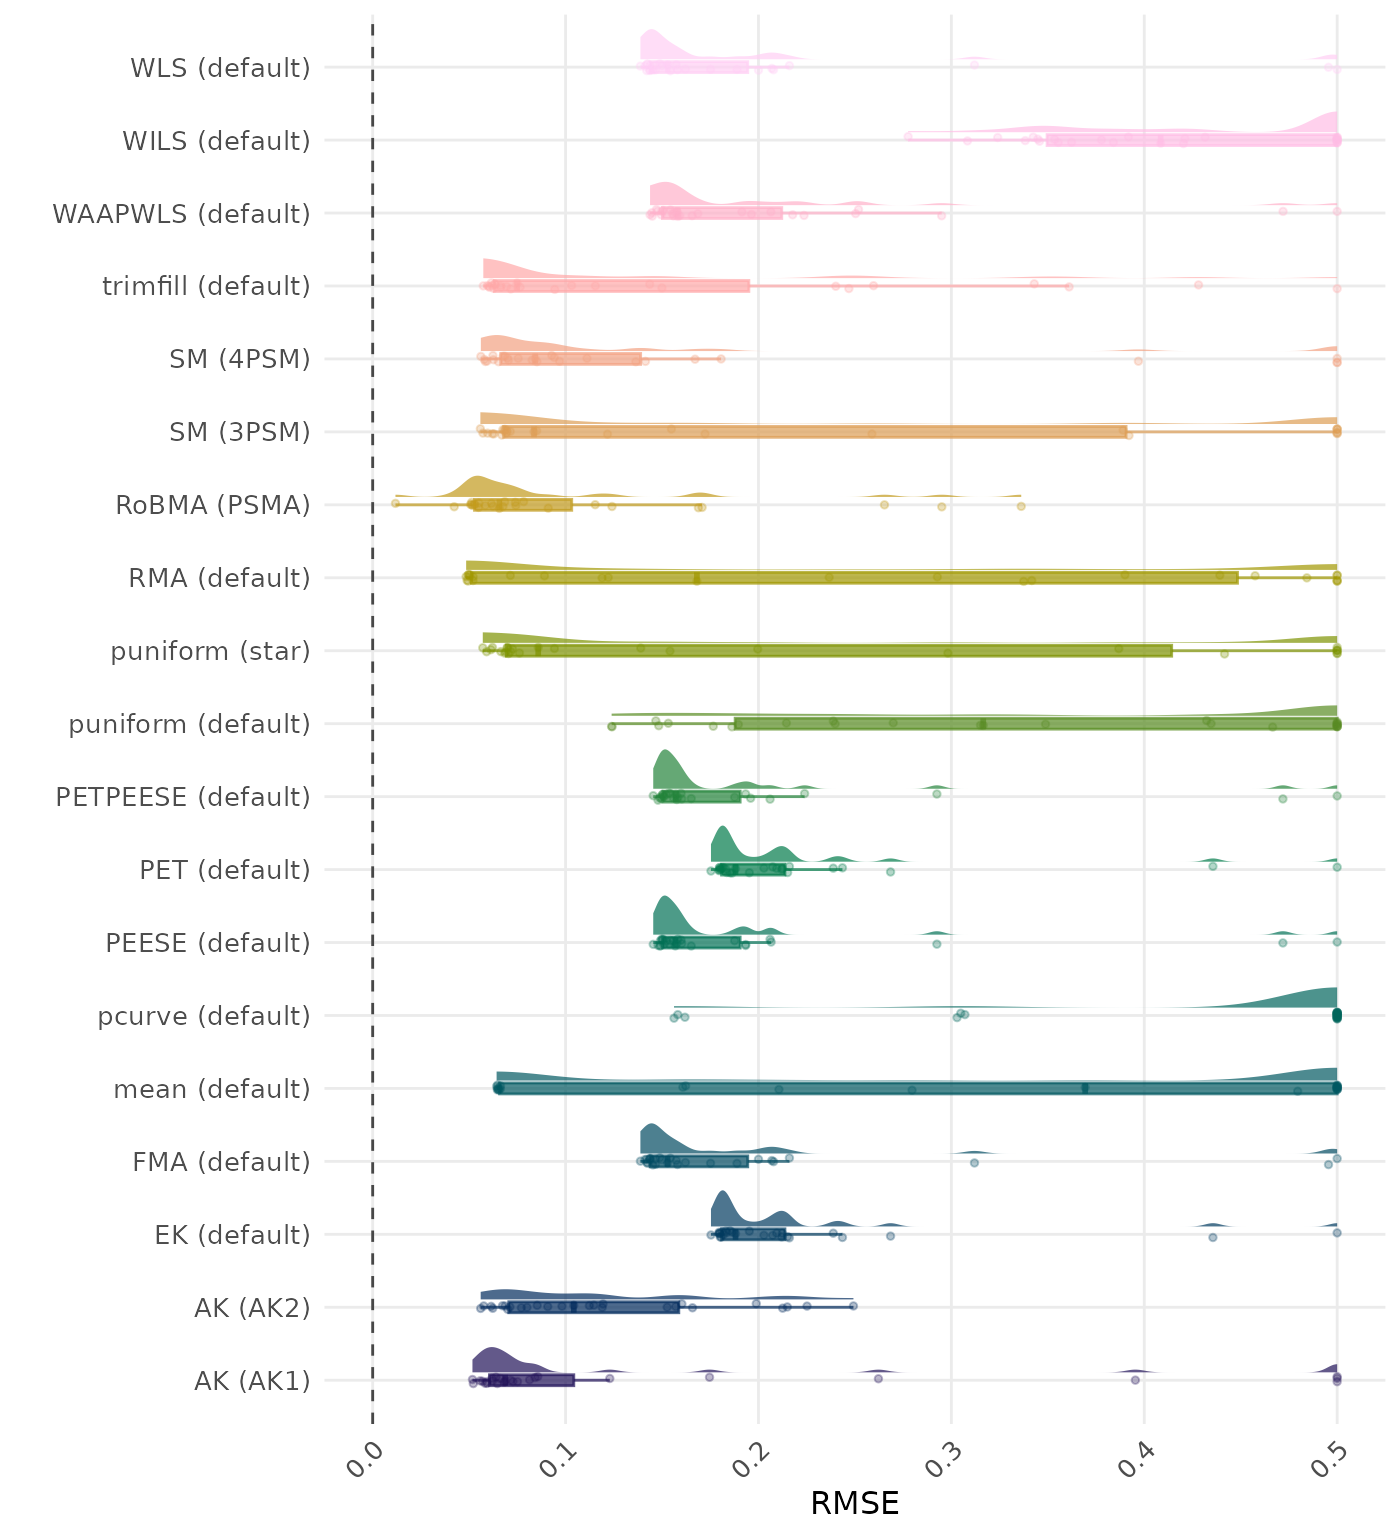 WLS (default)
WILS (default)
WAAPWLS (default)
trimfill (default)
SM (4PSM)
SM (3PSM)
RoBMA (PSMA)
RMA (default)
puniform (star)
puniform (default)
PETPEESE (default)
PET (default)
PEESE (default)
pcurve (default)
mean (default)
FMA (default)
EK (default)
AK (AK2)
AK (AK1)
0.0 0.1 0.2 0.3 0.4 0.5
RMSE